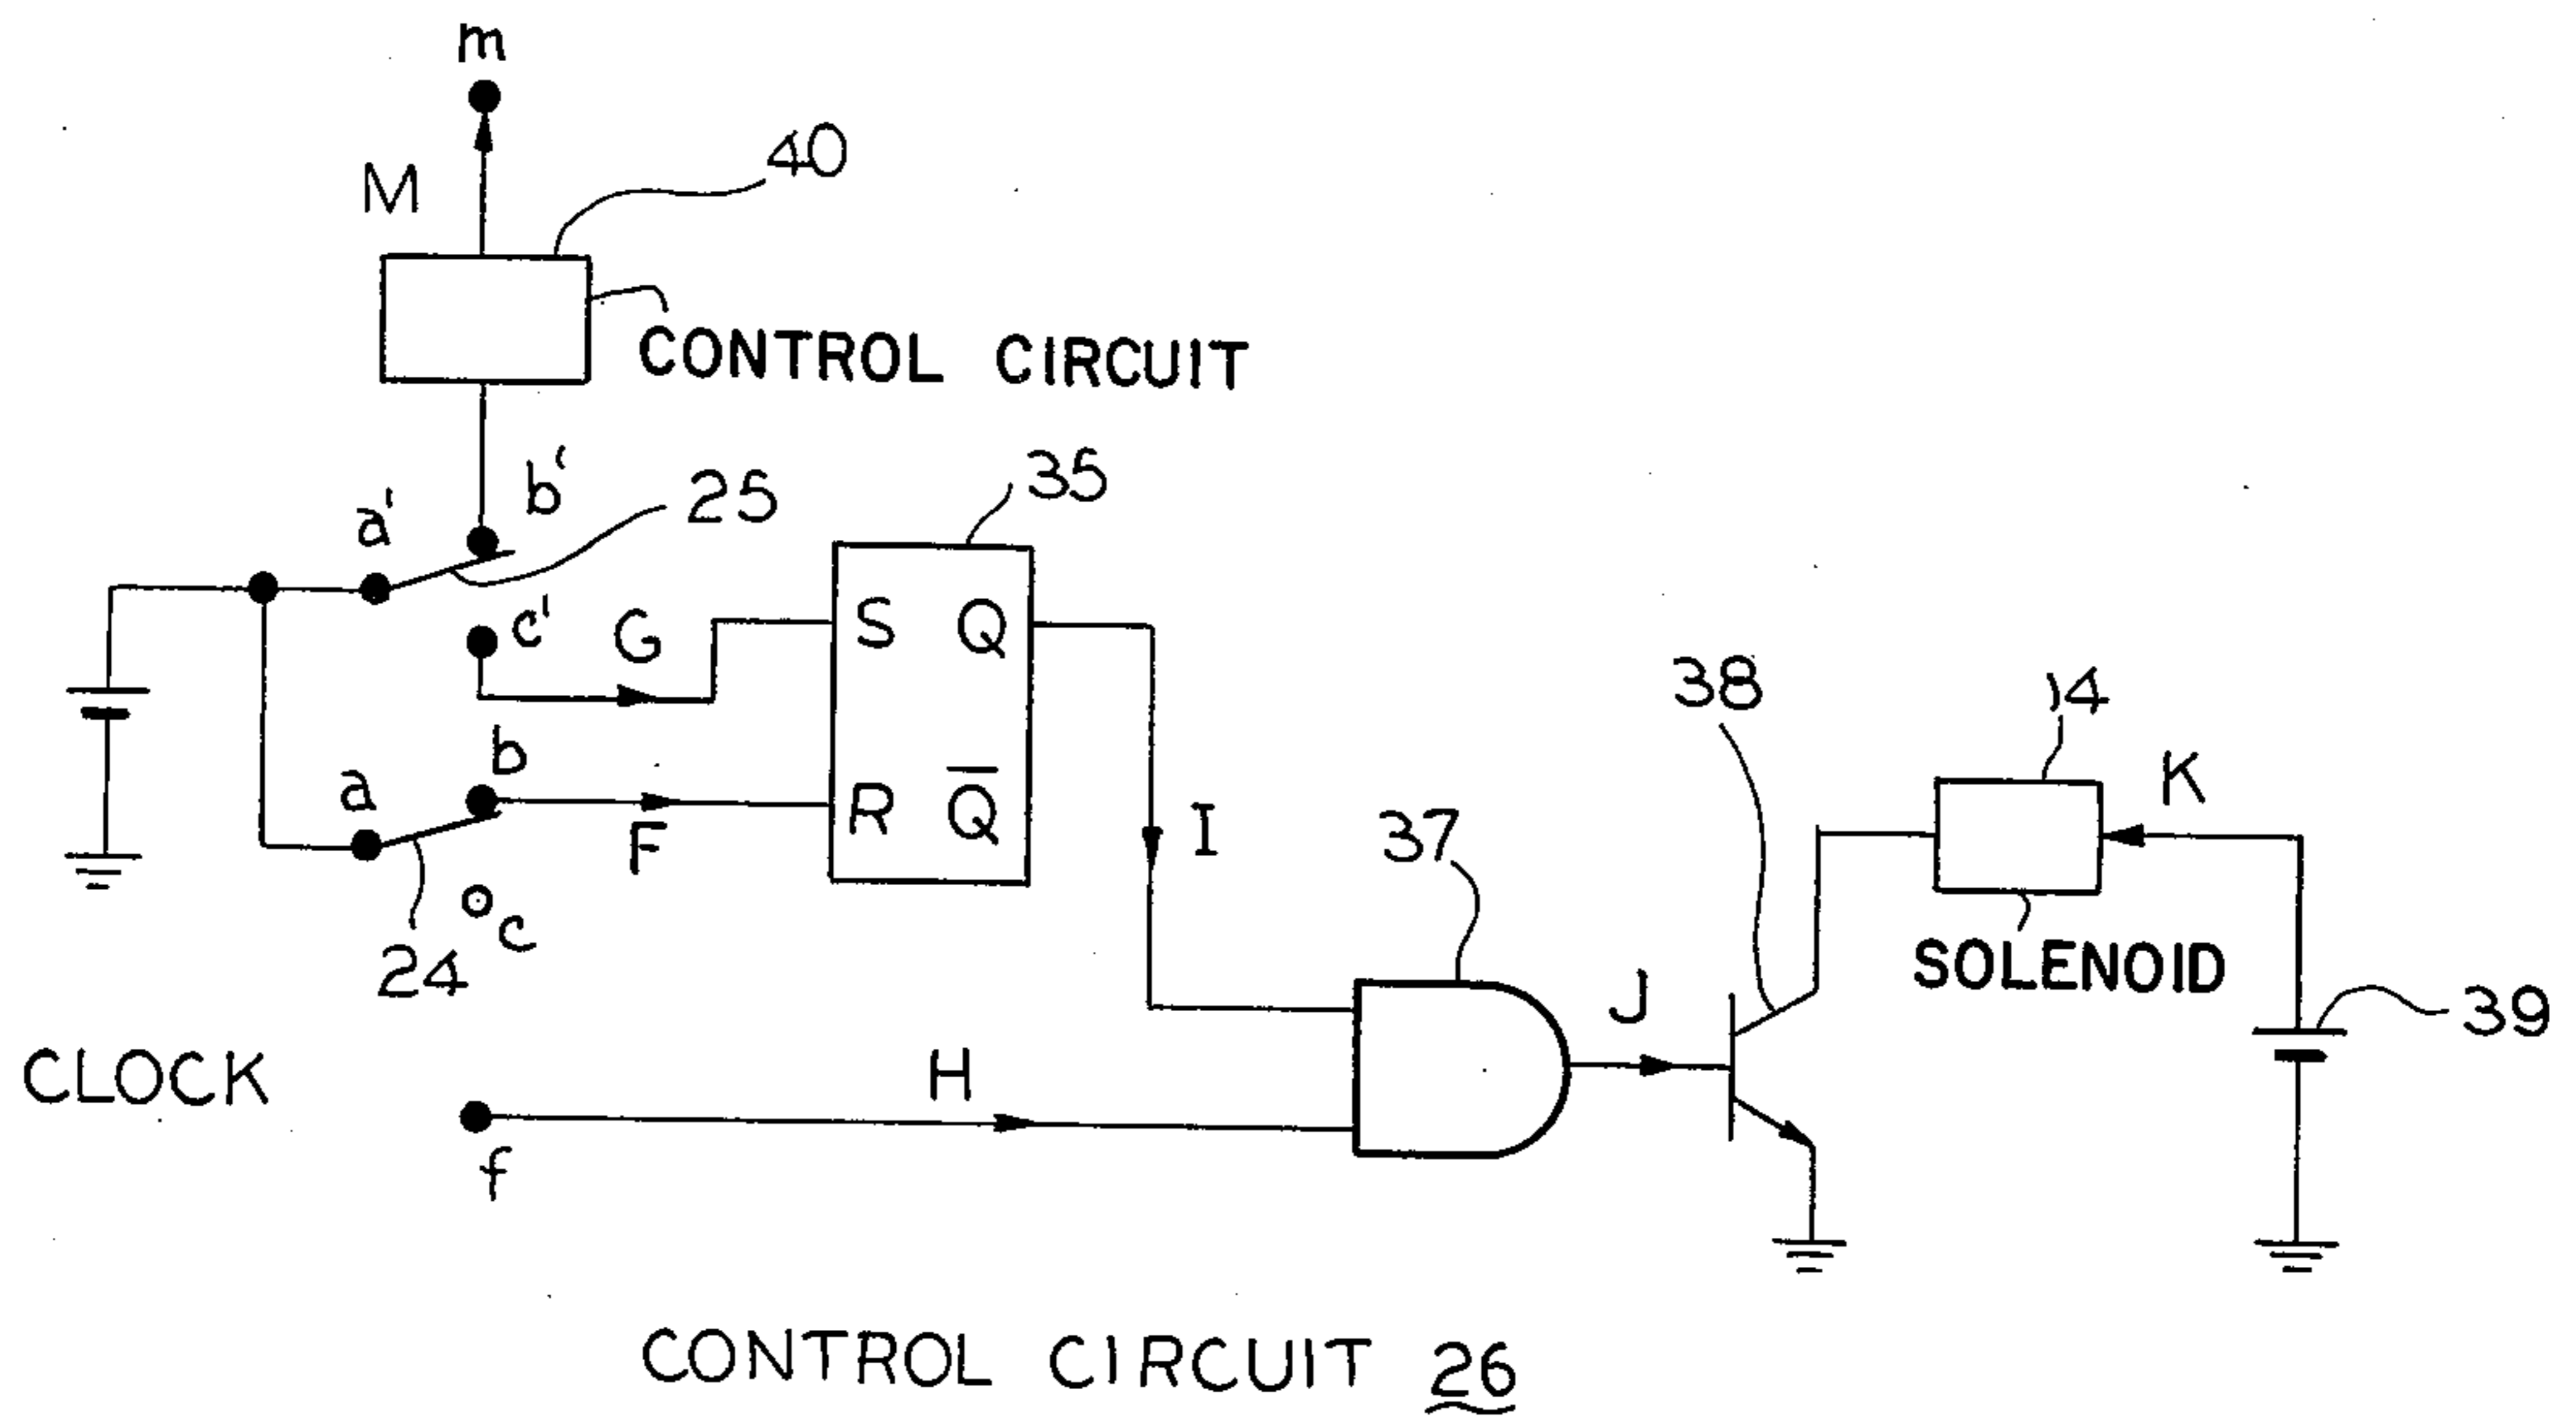 m
M
40
CONTROL CIRCUIT
a'
b'
25
35
c'
G
S
Q
b
a
F
R
Q̅
I
24
c
38
14
K
37
SOLENOID
39
CLOCK
H
J
f
CONTROL CIRCUIT 26